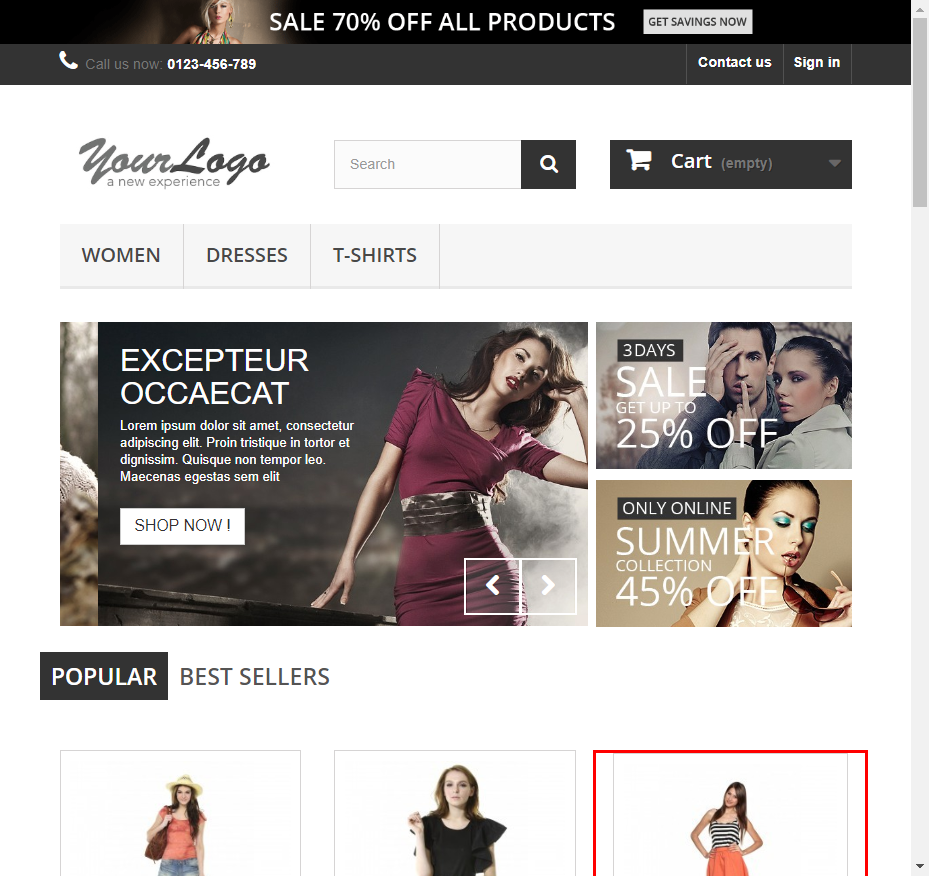 SALE 70% OFF ALL PRODUCTS GET SAVINGS NOW
Call us now: 0123-456-789 Contact us Sign in
YourLogo
a new experience
Search
Cart (empty)
WOMEN DRESSES T-SHIRTS
EXCEPTEUR
OCCAECAT
Lorem ipsum dolor sit amet, consectetur
adipiscing elit. Proin tristique in tortor et
dignissim. Quisque non tempor leo.
Maecenas egestas sem elit
SHOP NOW !
3DAYS
SALE
GET UP TO
25% OFF
ONLY ONLINE
SUMMER
COLLECTION
45% OFF
POPULAR BEST SELLERS